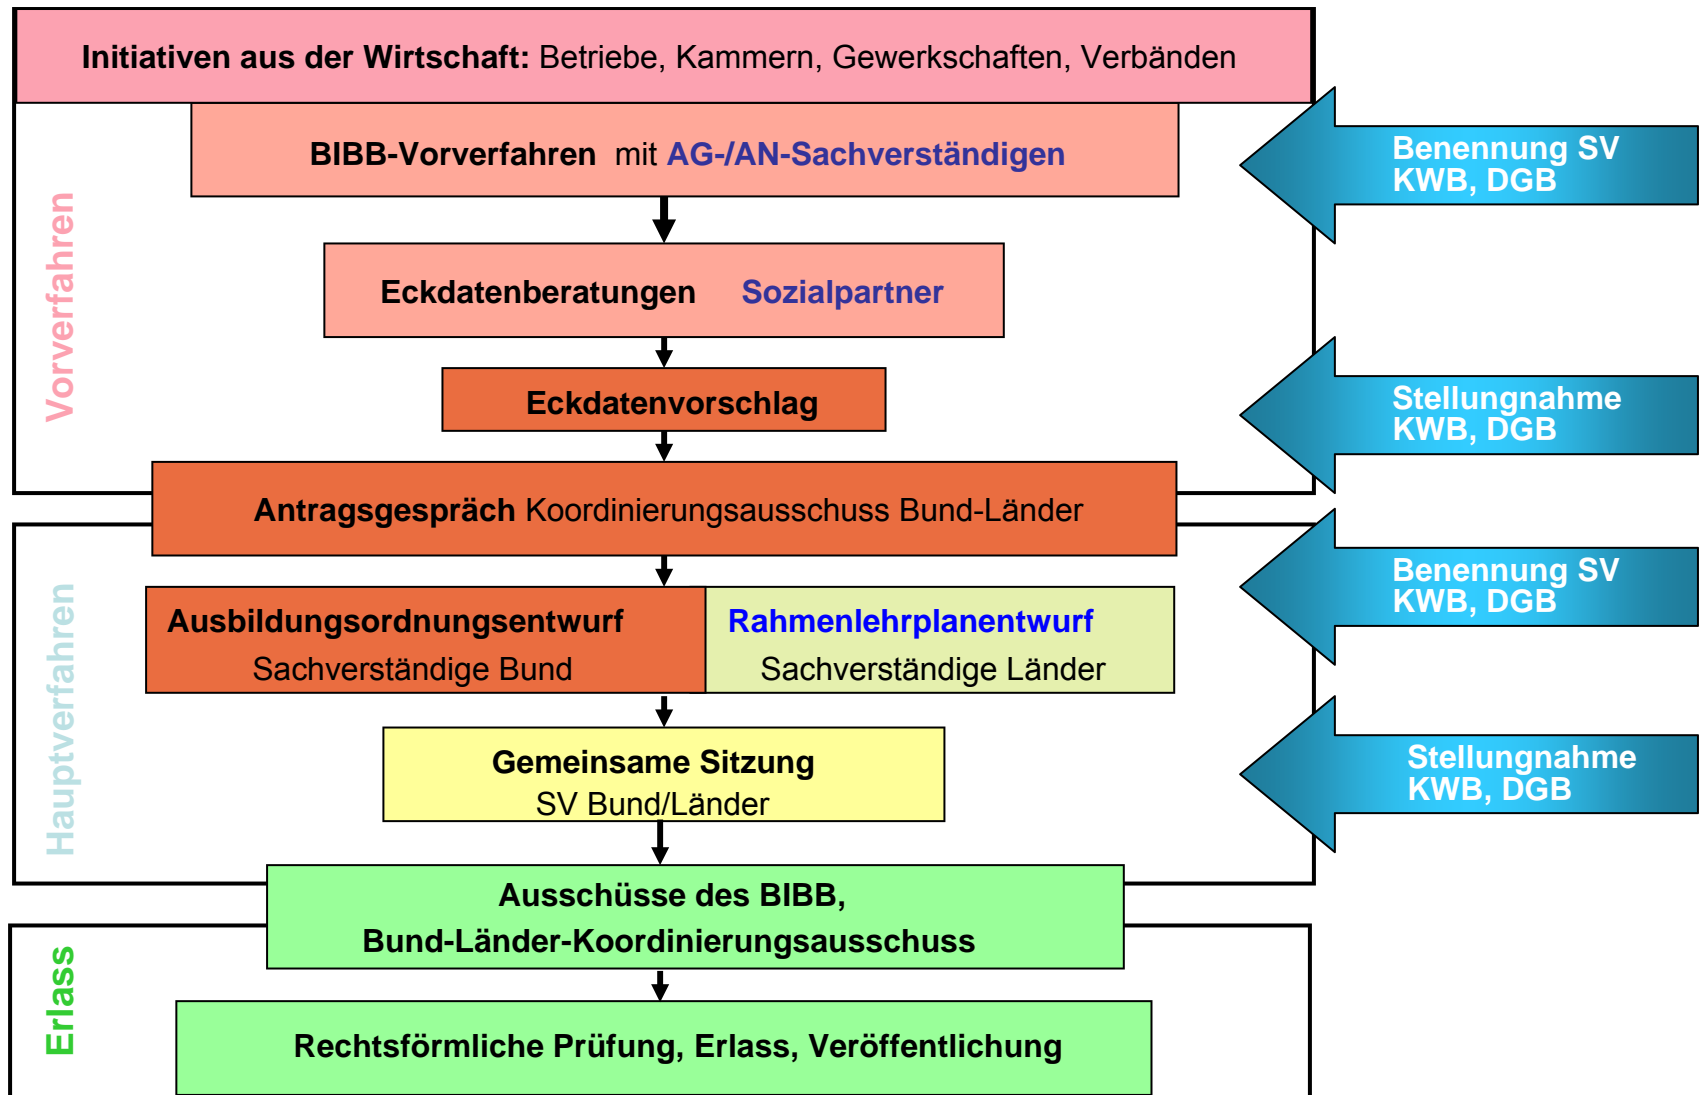 Initiativen aus der Wirtschaft: Betriebe, Kammern, Gewerkschaften, Verbänden
BIBB-Vorverfahren mit AG-/AN-Sachverständigen
Benennung SV
KWB, DGB
Vorverfahren
Eckdatenberatungen Sozialpartner
Eckdatenvorschlag
Stellungnahme
KWB, DGB
Antragsgespräch Koordinierungsausschuss Bund-Länder
Benennung SV
KWB, DGB
Hauptverfahren
Ausbildungsordnungsentwurf
Sachverständige Bund
Rahmenlehrplanentwurf
Sachverständige Länder
Gemeinsame Sitzung
SV Bund/Länder
Stellungnahme
KWB, DGB
Ausschüsse des BIBB,
Bund-Länder-Koordinierungsausschuss
Erlass
Rechtsförmliche Prüfung, Erlass, Veröffentlichung